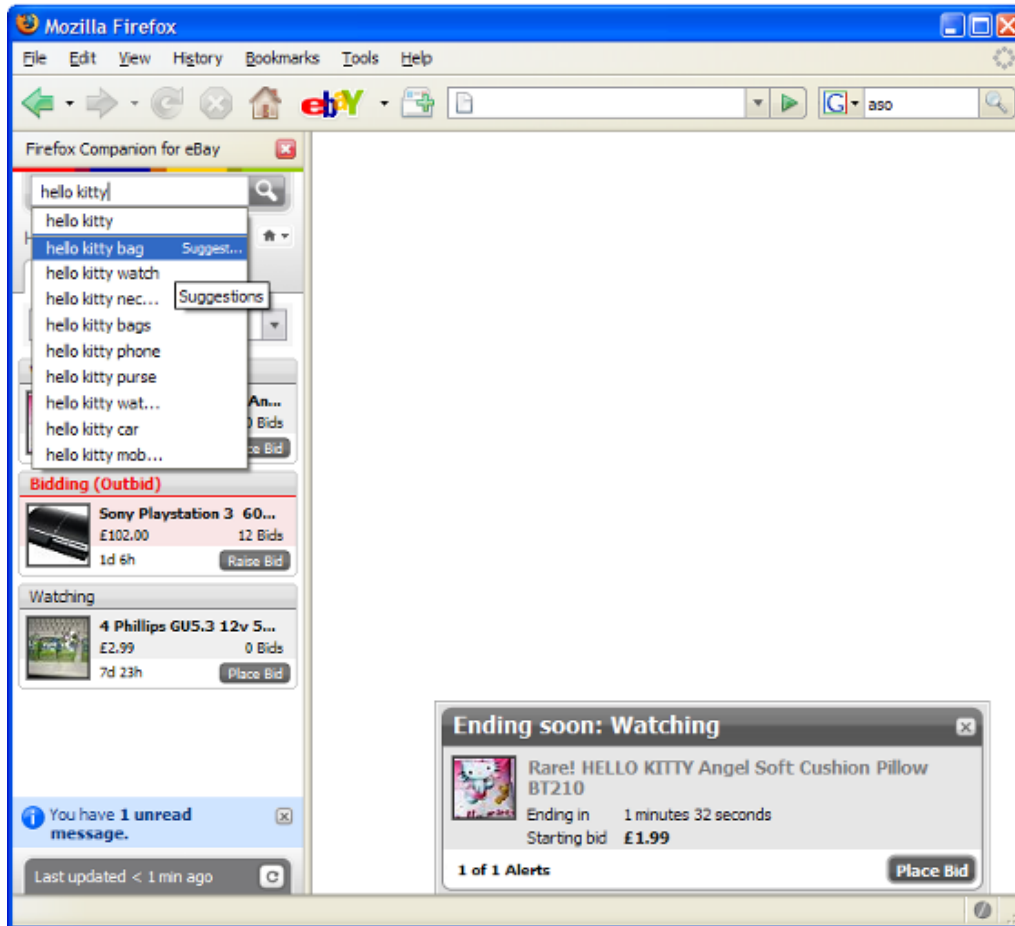 Mozilla Firefox
File Edit View History Bookmarks Tools Help
ebY
G aso
Firefox Companion for eBay
hello kitty
hello kitty
hello kitty bag Suggest...
hello kitty watch
hello kitty nec...
Suggestions
hello kitty bags
hello kitty phone
hello kitty purse
hello kitty wat...
An...
Bids
hello kitty car
hello kitty mob...
Bid
Bidding (Outbid)
Sony Playstation 3 60...
£102.00 12 Bids
1d 6h Raise Bid
Watching
4 Phillips GU5.3 12v 5...
£2.99 0 Bids
7d 23h Place Bid
Ending soon: Watching
Rare! HELLO KITTY Angel Soft Cushion Pillow
BT210
Ending in 1 minutes 32 seconds
Starting bid £1.99
1 of 1 Alerts Place Bid
You have 1 unread
message.
Last updated < 1 min ago